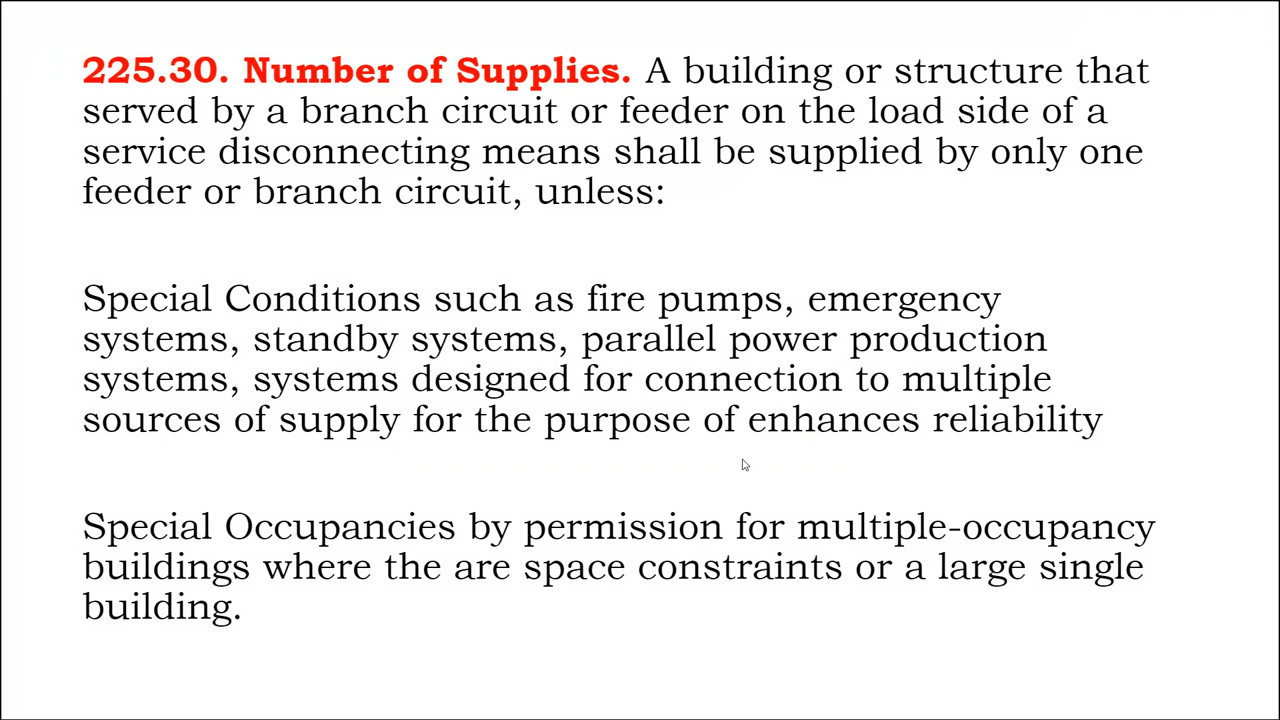 225.30. Number of Supplies. A building or structure that
served by a branch circuit or feeder on the load side of a
service disconnecting means shall be supplied by only one
feeder or branch circuit, unless:
Special Conditions such as fire pumps, emergency
systems, standby systems, parallel power production
systems, systems designed for connection to multiple
sources of supply for the purpose of enhances reliability
Special Occupancies by permission for multiple-occupancy
buildings where the are space constraints or a large single
building.